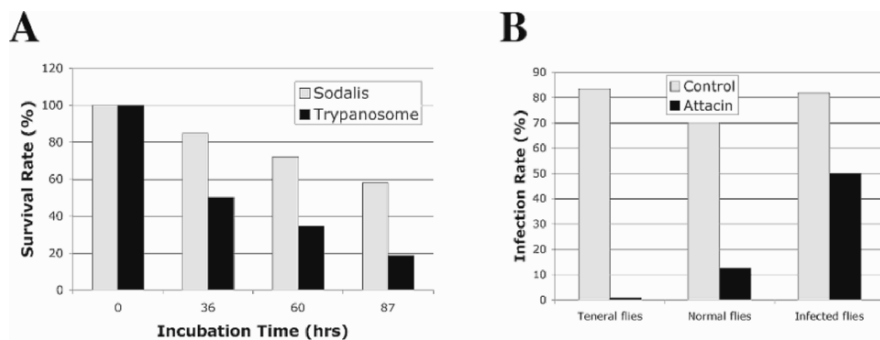 A
Survival Rate (%)
120
100
80
60
40
20
0
Sodalis
Trypanosome
0 36 60 87
Incubation Time (hrs)
B
Infection Rate (%)
90
80
70
60
50
40
30
20
10
0
Control
Attacin
Teneral flies Normal flies Infected flies